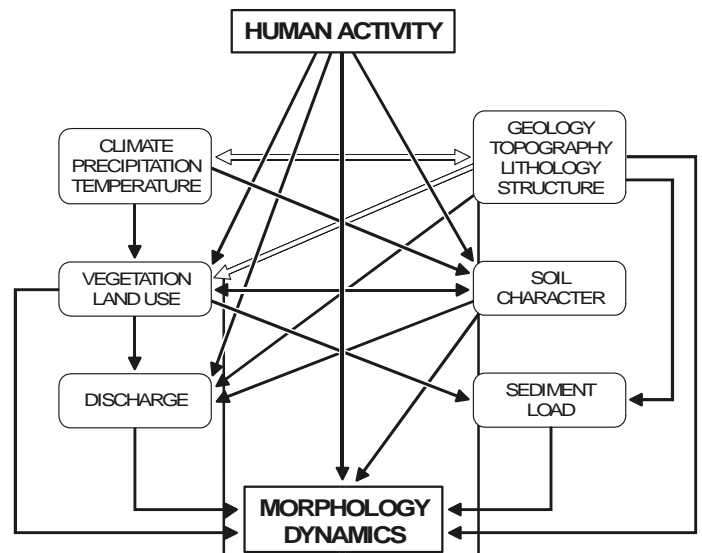 HUMAN ACTIVITY
CLIMATE
PRECIPITATION
TEMPERATURE
GEOLOGY
TOPOGRAPHY
LITHOLOGY
STRUCTURE
VEGETATION
LAND USE
SOIL
CHARACTER
DISCHARGE
SEDIMENT
LOAD
MORPHOLOGY
DYNAMICS